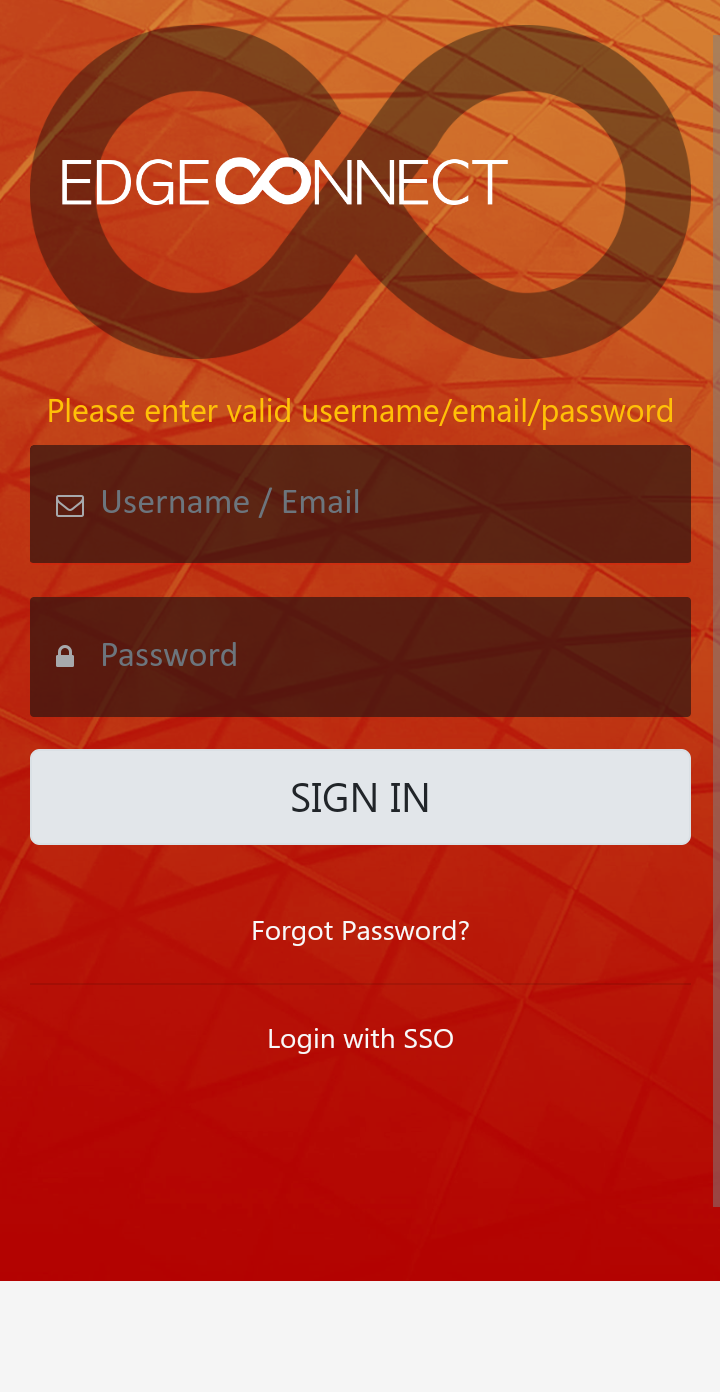 EDGECONNECT
Please enter valid username/email/password
Username / Email
Password
SIGN IN
Forgot Password?
Login with SSO